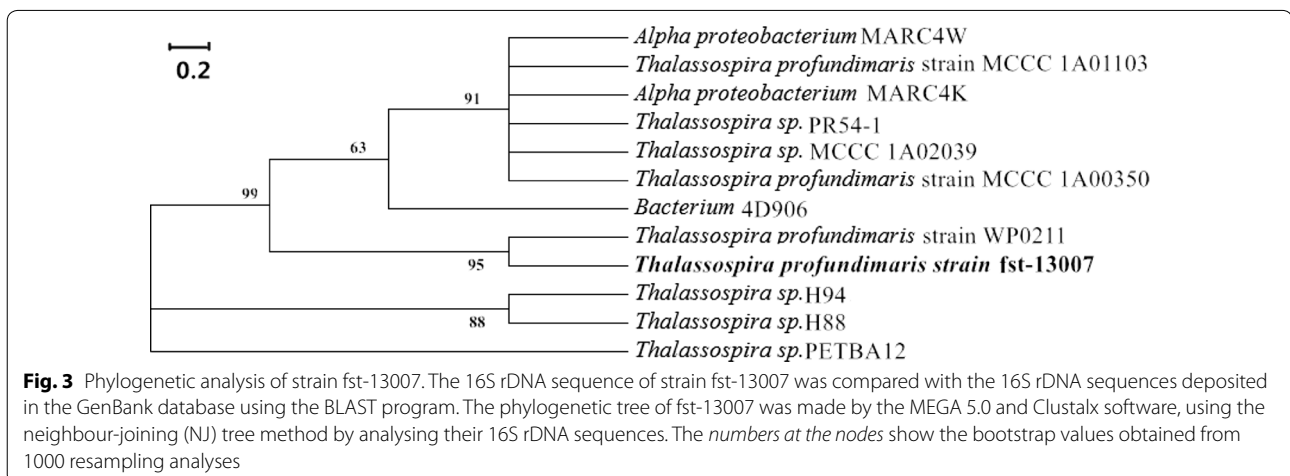 Alpha proteobacterium MARC4W
Thalassospira profundimaris strain MCCC 1A01103
0.2
91
Alpha proteobacterium MARC4K
Thalassospira sp. PR54-1
63
Thalassospira sp. MCCC 1A02039
Thalassospira profundimaris strain MCCC 1A00350
99
Bacterium 4D906
Thalassospira profundimaris strain WP0211
95
Thalassospira profundimaris strain fst-13007
Thalassospira sp.H94
88
Thalassospira sp.H88
Thalassospira sp.PETBA12
Fig. 3 Phylogenetic analysis of strain fst-13007. The 16S rDNA sequence of strain fst-13007 was compared with the 16S rDNA sequences deposited
in the GenBank database using the BLAST program. The phylogenetic tree of fst-13007 was made by the MEGA 5.0 and Clustalx software, using the
neighbour-joining (NJ) tree method by analysing their 16S rDNA sequences. The numbers at the nodes show the bootstrap values obtained from
1000 resampling analyses